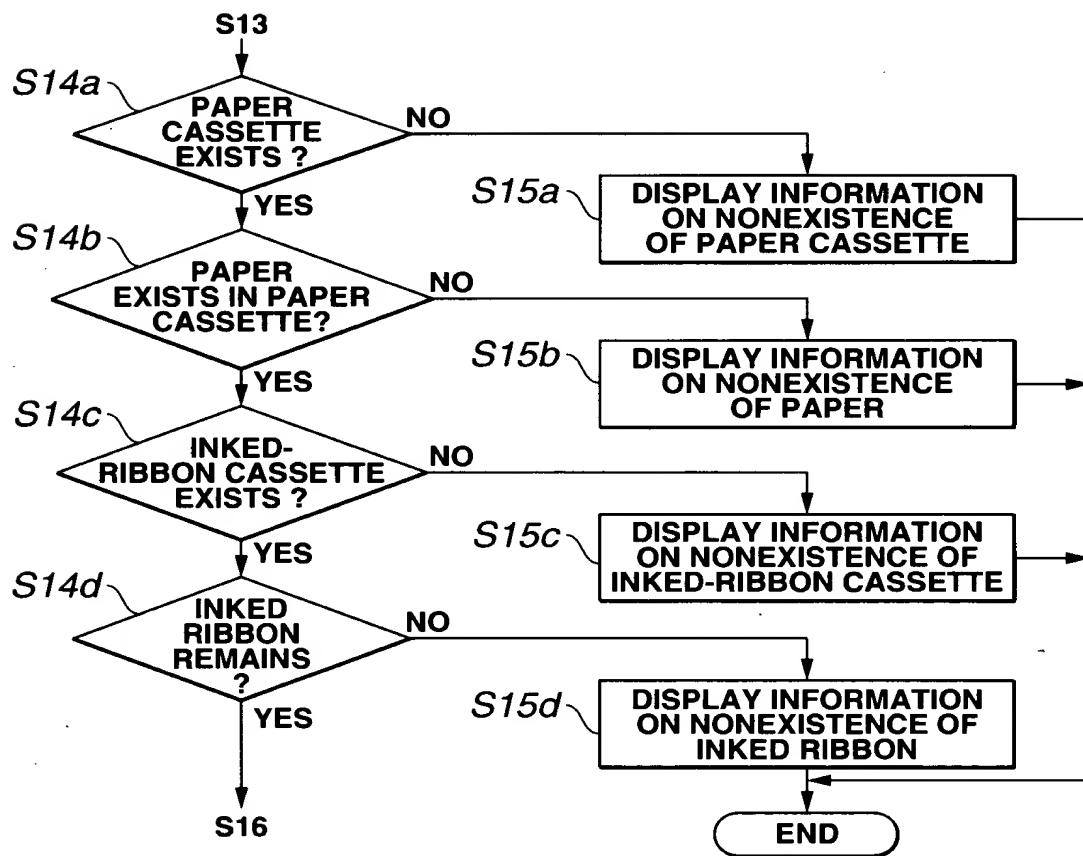 S13
S14a
PAPER
CASSETTE
EXISTS ?
NO
YES
S15a
DISPLAY INFORMATION
ON NONEXISTENCE
OF PAPER CASSETTE
S14b
PAPER
EXISTS IN PAPER
CASSETTE?
NO
YES
S15b
DISPLAY INFORMATION
ON NONEXISTENCE
OF PAPER
S14c
INKED-
RIBBON CASSETTE
EXISTS ?
NO
YES
S15c
DISPLAY INFORMATION
ON NONEXISTENCE OF
INKED-RIBBON CASSETTE
S14d
INKED
RIBBON
REMAINS
?
NO
YES
S15d
DISPLAY INFORMATION
ON NONEXISTENCE OF
INKED RIBBON
S16
END